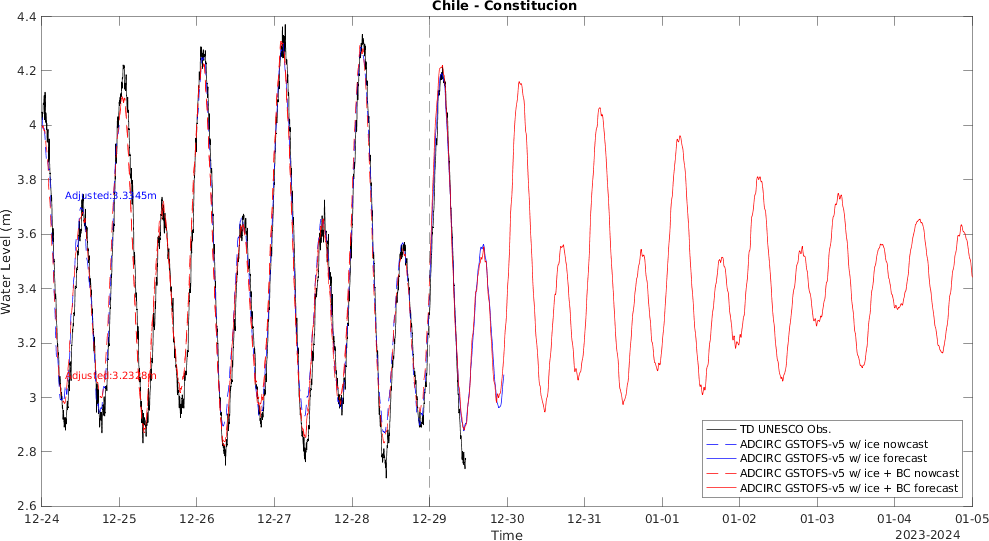 Chile - Constitucion
4.4
4.2
4
3.8
3.6
3.4
3.2
3
2.8
2.6
Water Level (m)
Adjusted:3.3345m
Adjusted:3.2328m
TD UNESCO Obs.
ADCIRC GSTOFS-v5 w/ ice nowcast
ADCIRC GSTOFS-v5 w/ ice forecast
ADCIRC GSTOFS-v5 w/ ice + BC nowcast
ADCIRC GSTOFS-v5 w/ ice + BC forecast
12-24 12-25 12-26 12-27 12-28 12-29 12-30 12-31 01-01 01-02 01-03 01-04 01-05
Time
2023-2024